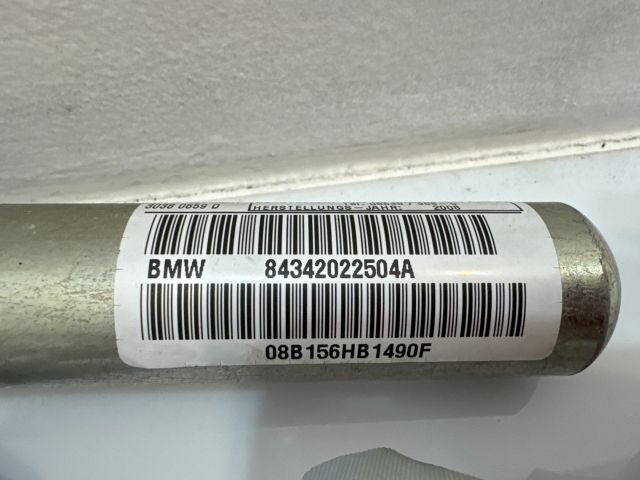 3036 0659 D HERSTELLUNGS-JAHR: 2008
BMW 84342022504A
08B156HB1490F